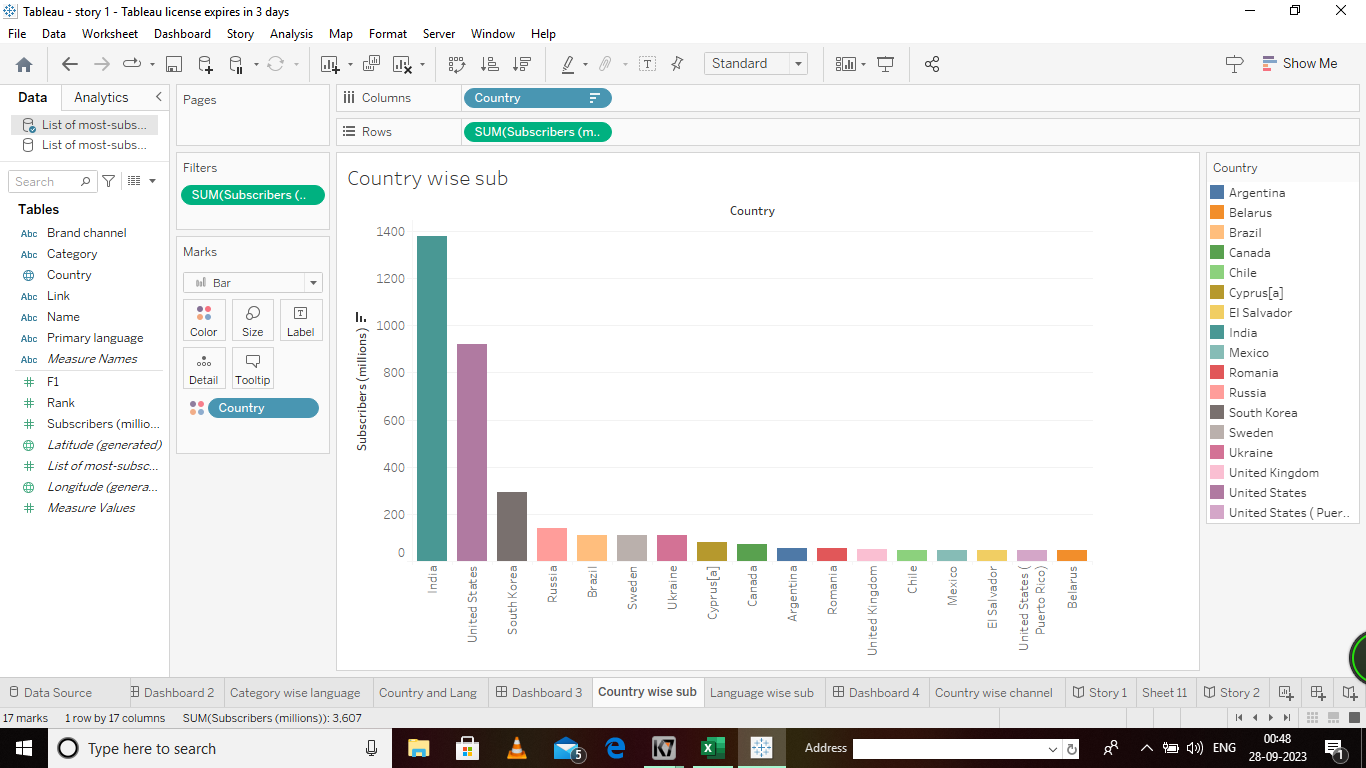 Tableau - story 1 - Tableau license expires in 3 days
File Data Worksheet Dashboard Story Analysis Map Format Server Window Help
Standard
Show Me
Data Analytics
List of most-subs...
List of most-subs...
Search
Tables
Abc Brand channel
Abc Category
Country
Abc Link
Abc Name
Abc Primary language
Abc Measure Names
# F1
# Rank
# Subscribers (millio...
Latitude (generated)
# List of most-subsc...
Longitude (genera...
# Measure Values
Pages
Filters
SUM(Subscribers (..
Marks
Bar
Color Size Label
Detail Tooltip
Country
Columns Country
Rows SUM(Subscribers (m..
Country wise sub
Country
Subscribers (millions)
1400
1200
1000
800
600
400
200
0
India
United States
South Korea
Russia
Brazil
Sweden
Ukraine
Cyprus[a]
Canada
Argentina
Romania
United Kingdom
Chile
Mexico
El Salvador
United States (
Puerto Rico)
Belarus
Country
Argentina
Belarus
Brazil
Canada
Chile
Cyprus[a]
El Salvador
India
Mexico
Romania
Russia
South Korea
Sweden
Ukraine
United Kingdom
United States
United States ( Puer..
Data Source Dashboard 2 Category wise language Country and Lang Dashboard 3 Country wise sub Language wise sub Dashboard 4 Country wise channel Story 1 Sheet 11 Story 2
17 marks 1 row by 17 columns SUM(Subscribers (millions)): 3,607
Type here to search
5
Address
ENG
00:48
28-09-2023
1